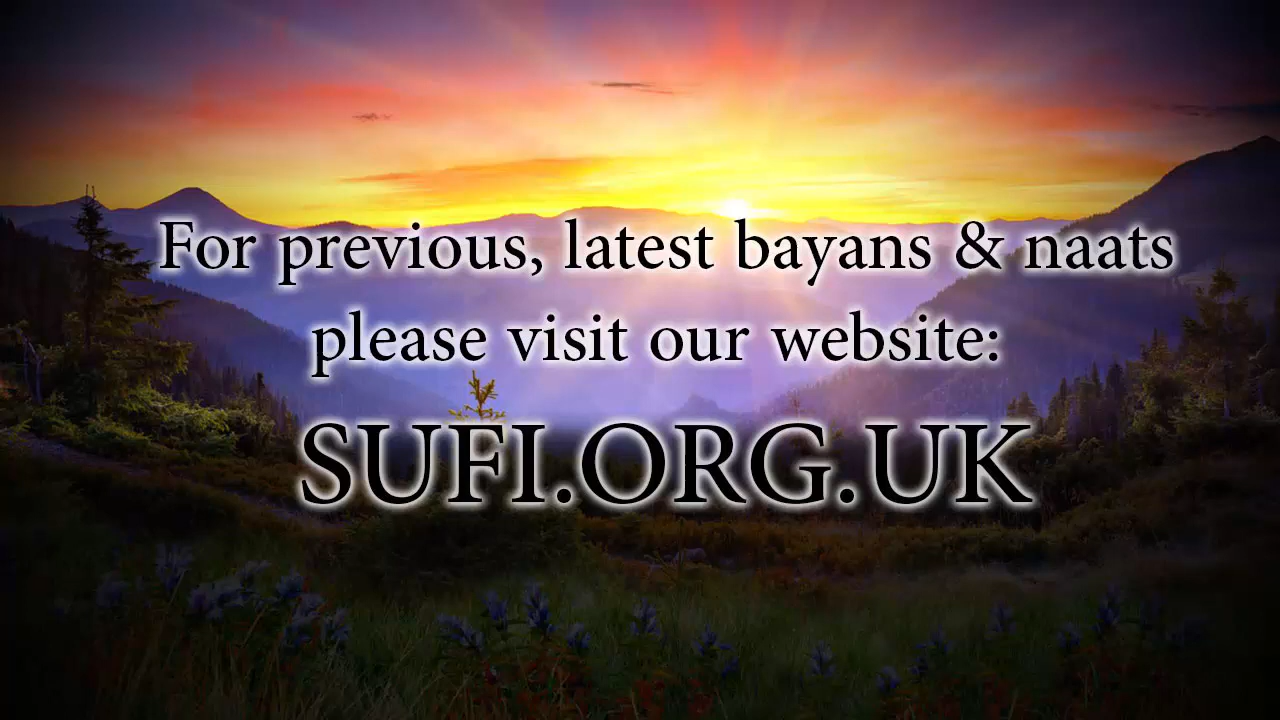 For previous, latest bayans & naats
please visit our website:
SUFI.ORG.UK